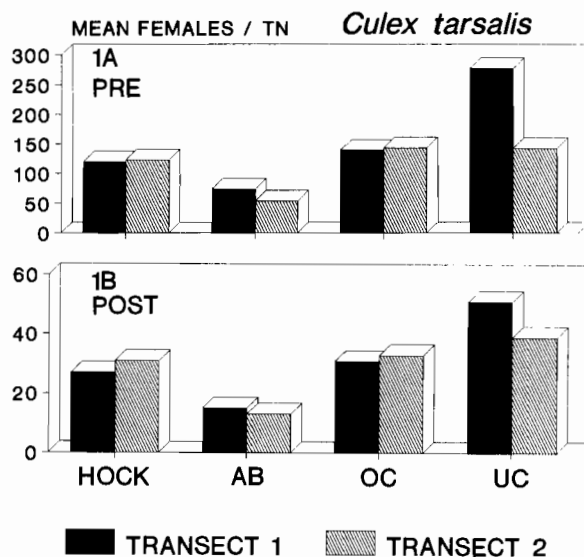 MEAN FEMALES / TN Culex tarsalis
1A
PRE
300
250
200
150
100
50
0
1B
POST
60
40
20
0
HOCK AB OC UC
TRANSECT 1 TRANSECT 2